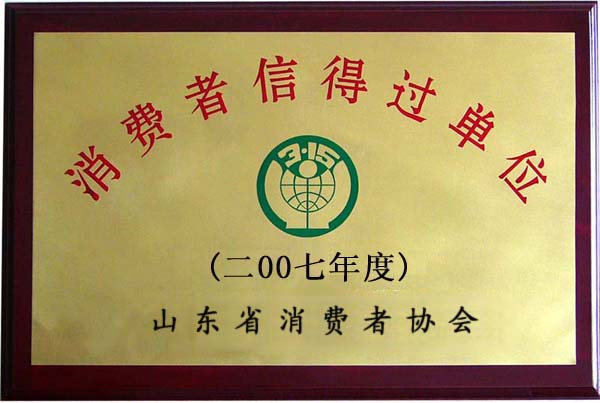 消费者信得过单位
3·15
(二00七年度)
山东省消费者协会